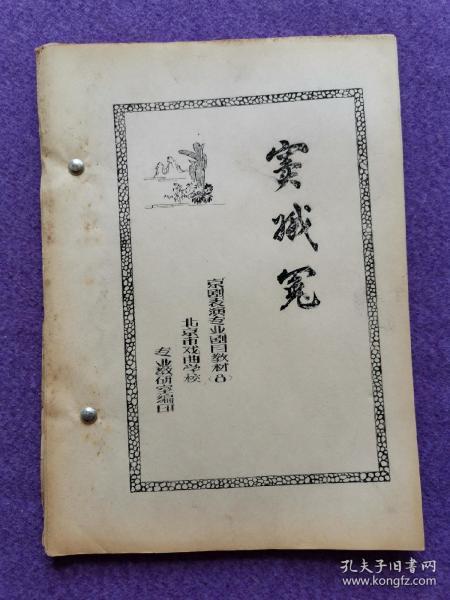 窦娥冤
京剧表演专业剧目教材(8)
北京市戏曲学校
专业教研室编印
孔夫子旧书网
www.kongfz.com